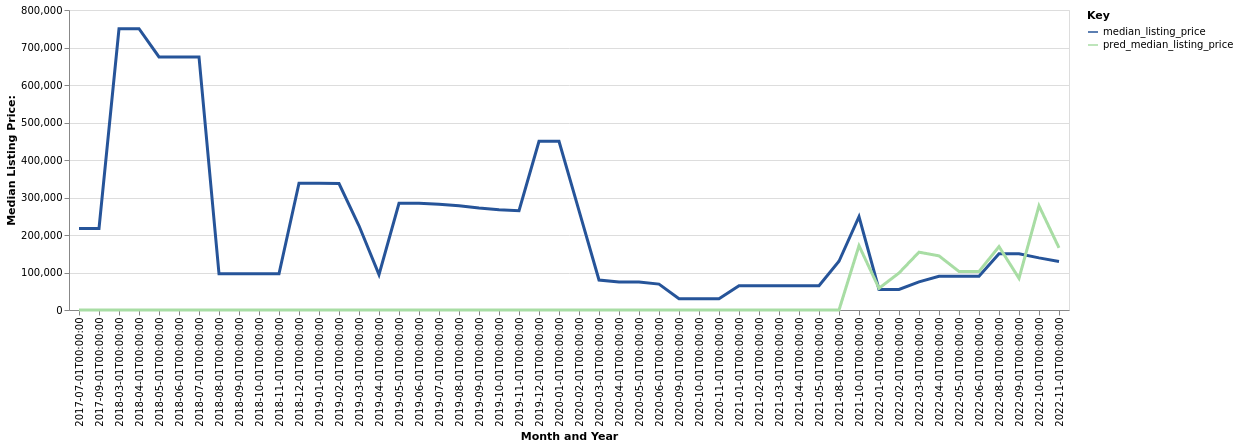 800,000
700,000
600,000
500,000
400,000
300,000
200,000
100,000
0
Median Listing Price:
2017-07-01T00:00:00
2017-09-01T00:00:00
2018-03-01T00:00:00
2018-04-01T00:00:00
2018-05-01T00:00:00
2018-06-01T00:00:00
2018-07-01T00:00:00
2018-08-01T00:00:00
2018-09-01T00:00:00
2018-10-01T00:00:00
2018-11-01T00:00:00
2018-12-01T00:00:00
2019-01-01T00:00:00
2019-02-01T00:00:00
2019-03-01T00:00:00
2019-04-01T00:00:00
2019-05-01T00:00:00
2019-06-01T00:00:00
2019-07-01T00:00:00
2019-08-01T00:00:00
2019-09-01T00:00:00
2019-10-01T00:00:00
2019-11-01T00:00:00
2019-12-01T00:00:00
2020-01-01T00:00:00
2020-02-01T00:00:00
2020-03-01T00:00:00
2020-04-01T00:00:00
2020-05-01T00:00:00
2020-06-01T00:00:00
2020-09-01T00:00:00
2020-10-01T00:00:00
2020-11-01T00:00:00
2021-01-01T00:00:00
2021-02-01T00:00:00
2021-03-01T00:00:00
2021-04-01T00:00:00
2021-05-01T00:00:00
2021-08-01T00:00:00
2021-10-01T00:00:00
2022-01-01T00:00:00
2022-02-01T00:00:00
2022-03-01T00:00:00
2022-04-01T00:00:00
2022-05-01T00:00:00
2022-06-01T00:00:00
2022-08-01T00:00:00
2022-09-01T00:00:00
2022-10-01T00:00:00
2022-11-01T00:00:00
Month and Year
Key
median_listing_price
pred_median_listing_price